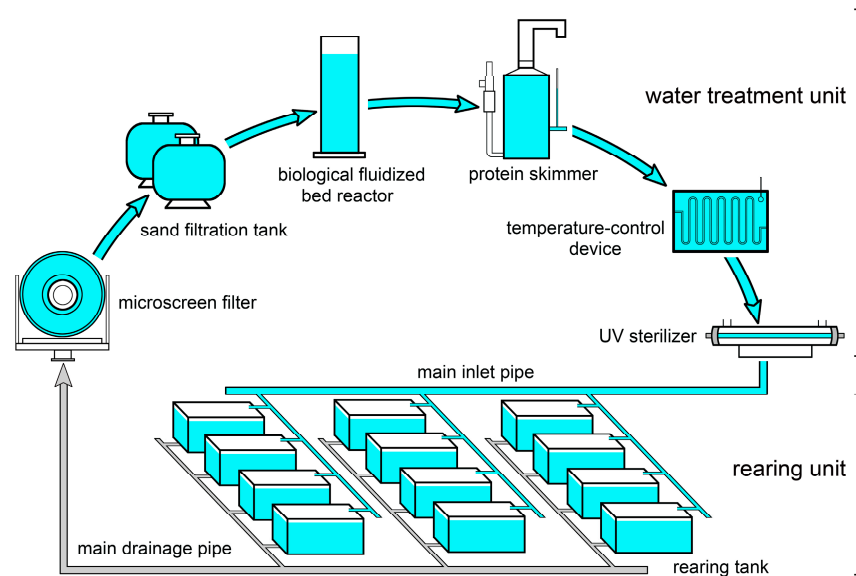 water treatment unit
biological fluidized
bed reactor
protein skimmer
sand filtration tank
temperature-control
device
microscreen filter
UV sterilizer
main inlet pipe
rearing unit
main drainage pipe
rearing tank